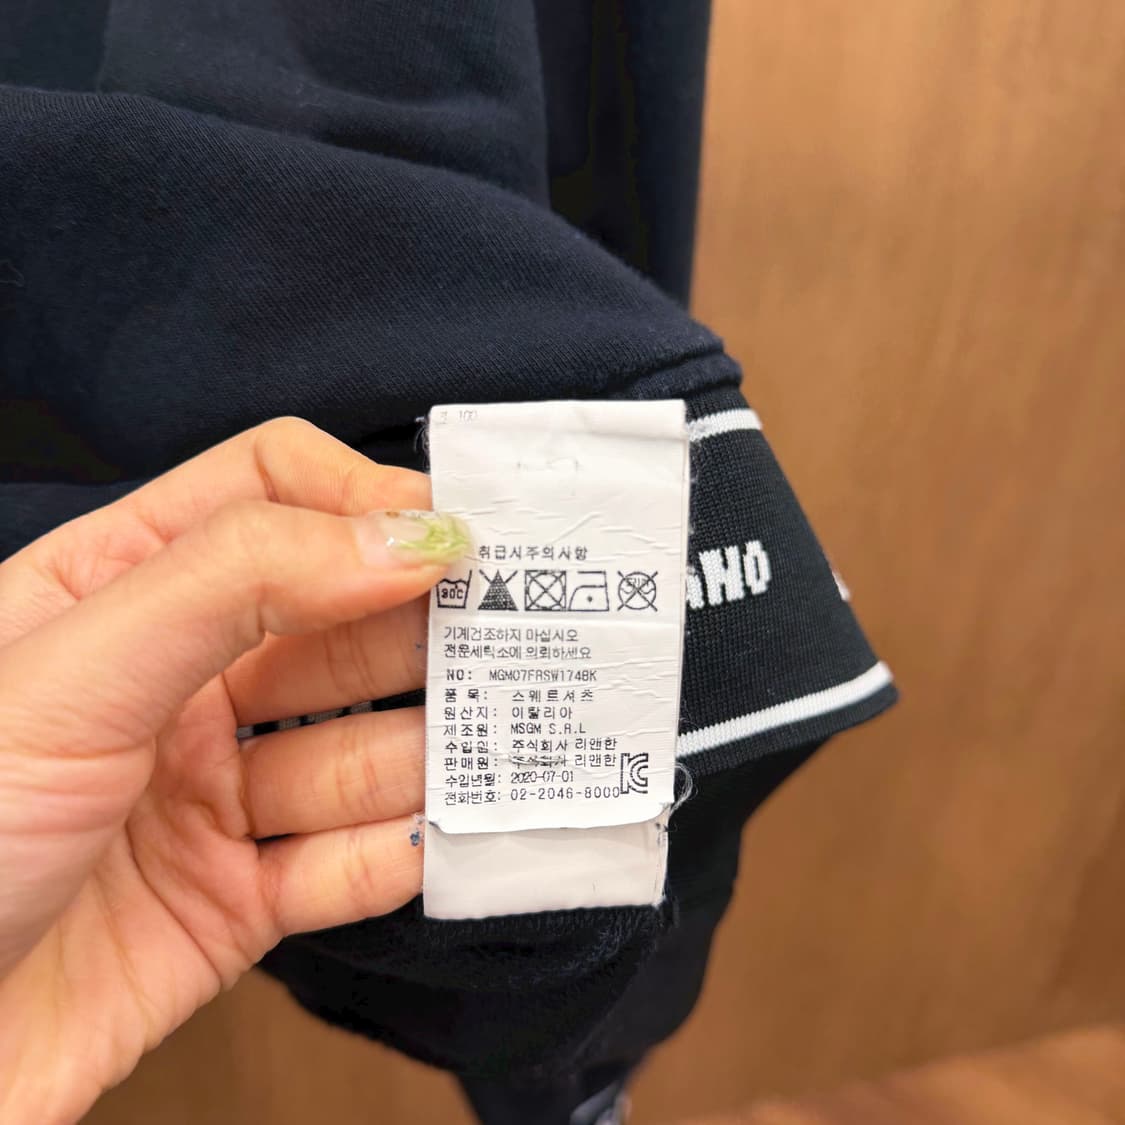 100
취급시주의사항
30C
기계건조하지 마십시오
전문세탁소에 의뢰하세요
NO: MGM07FRSW174BK
품 목: 스웨트셔츠
원산지: 이탈리아
제조원: MSGM S.R.L
수입원: 주식회사 리앤한
판매원: 주식회사 리앤한
수입년월: 2020-07-01
전화번호: 02-2046-8000